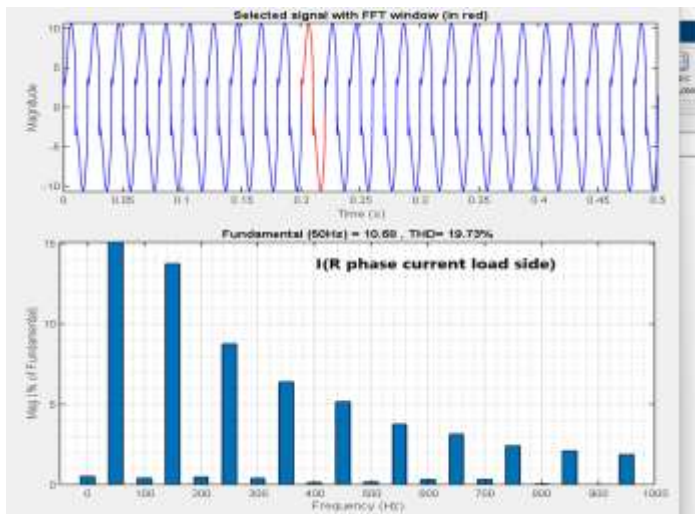 Selected signal with FFT window (in red)
10
5
0
-5
-10
Magnitude
0 0.05 0.1 0.15 0.2 0.25 0.3 0.35 0.4 0.45 0.5
Time (s)
Fundamental (50Hz) = 10.68 , THD= 19.73%
I(R phase current load side)
15
10
5
0
Mag (% of Fundamental)
0 100 200 300 400 500 600 700 800 900 1000
Frequency (Hz)